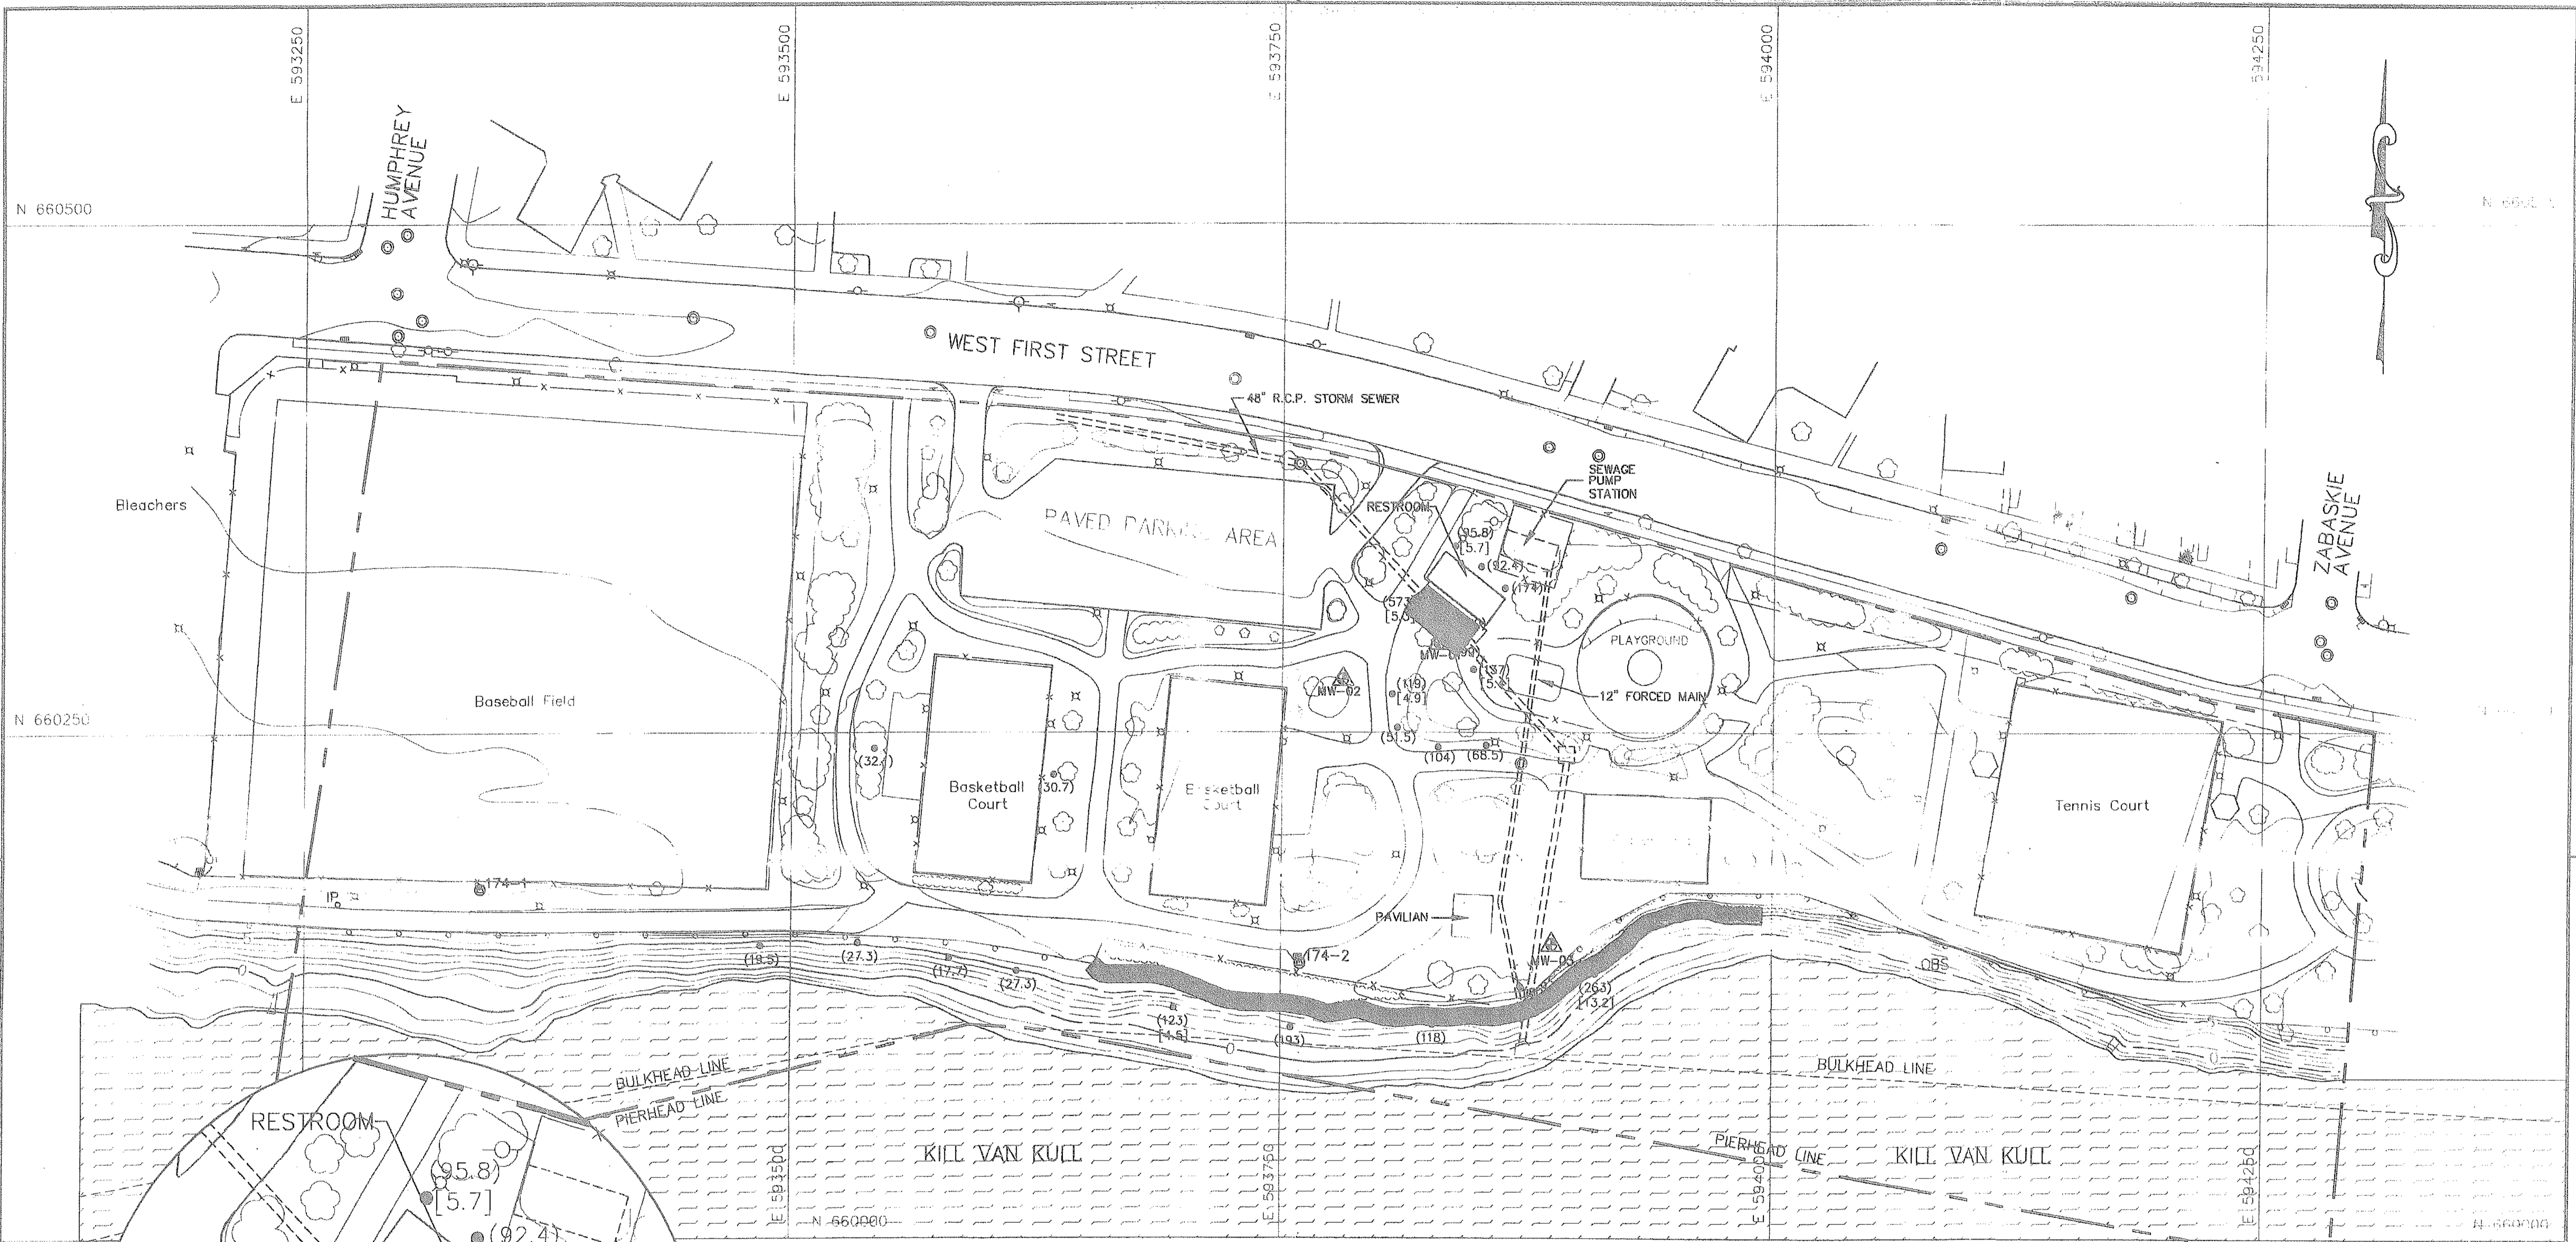 E 593250
E 593500
E 593750
E 594000
594250
HUMPHREY
AVENUE
N 660500
WEST FIRST STREET
48" R.C.P. STORM SEWER
SEWAGE
PUMP
STATION
RESTROOM
ZABASKIE
AVENUE
Bleachers
PAVED PARKING AREA
(95.8)
[5.7]
(92.4)
(174)
PLAYGROUND
MW-02
(119)
[4.9]
(137)
12" FORCED MAIN
Baseball Field
N 660250
(51.5)
(104)
(68.5)
Basketball
Court
(30.7)
Basketball
Court
Tennis Court
174-1
IP
PAVILIAN
174-2
MW-03
(19.5)
(27.3)
(17.7)
(27.3)
OBS
(263)
[13.2]
(123)
[4.5]
(193)
(118)
0
BULKHEAD LINE
PIERHEAD LINE
BULKHEAD LINE
RESTROOM
KILL VAN KULL
PIERHEAD LINE
KILL VAN KULL
(95.8)
[5.7]
(92.4)
E 593500
N 660000
E 593750
E 594000
E 594250
N 660000